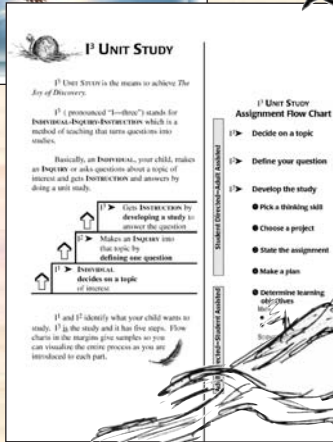 I³ UNIT STUDY
I³ UNIT STUDY is the means to achieve The
Joy of Discovery.
I³ ( pronounced "I—three") stands for
INDIVIDUAL-INQUIRY-INSTRUCTION which is a
method of teaching that turns questions into
studies.
Basically, an INDIVIDUAL, your child, makes
an INQUIRY or asks questions about a topic of
interest and gets INSTRUCTION and answers by
doing a unit study.
I³ ➤ Gets INSTRUCTION by
developing a study to
answer the question
I² ➤ Makes an INQUIRY into
that topic by
defining one question
I¹ ➤ INDIVIDUAL
decides on a topic
of interest
I¹ and I² identify what your child wants to
study. I³ is the study and it has five steps. Flow
charts in the margins give samples so you
can visualize the entire process as you are
introduced to each part.
I³ UNIT STUDY
Assignment Flow Chart
Student Directed—Adult Assisted
I¹➤ Decide on a topic
I²➤ Define your question
I³➤ Develop the study
● Pick a thinking skill
● Choose a project
● State the assignment
● Make a plan
● Determine learning
objectives
Student Assisted